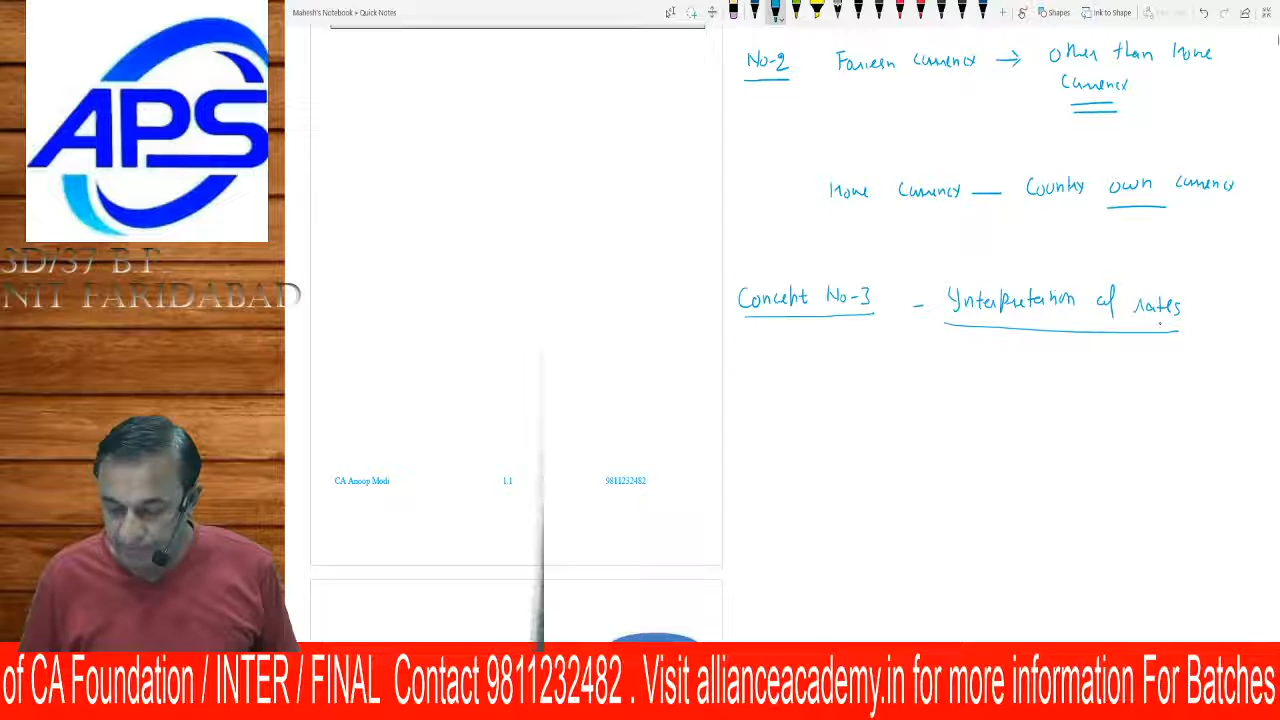 APS
3D/37 B.P.
NIT FARIDABAD
Mahesh's Notebook » Quick Notes
Shapes
Ink to Shape
No-2 Foriern currency → other than Home
currency
Home currency — Country own currency
Concept No-3 - Interpretation of rates
CA Anoop Modi 1.1 9811232482
of CA Foundation / INTER / FINAL Contact 9811232482 . Visit allianceacademy.in for more information For Batches